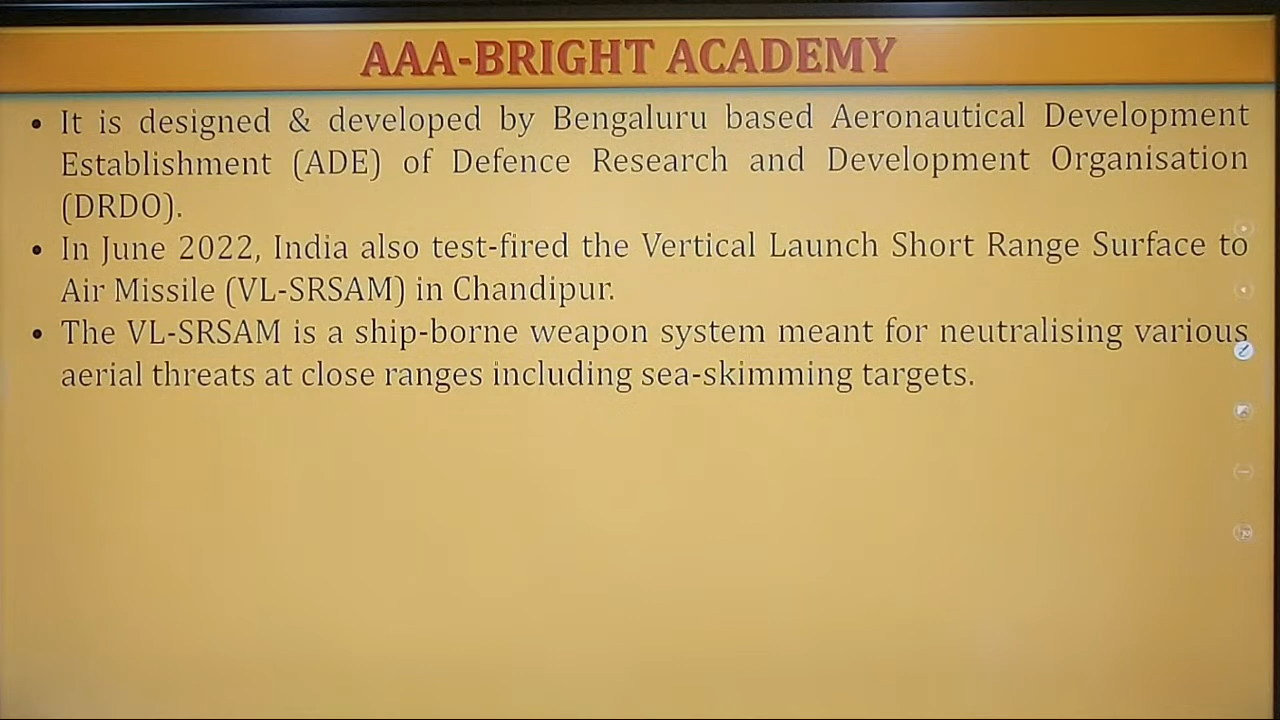 AAA-BRIGHT ACADEMY
• It is designed & developed by Bengaluru based Aeronautical Development
Establishment (ADE) of Defence Research and Development Organisation
(DRDO).
• In June 2022, India also test-fired the Vertical Launch Short Range Surface to
Air Missile (VL-SRSAM) in Chandipur.
• The VL-SRSAM is a ship-borne weapon system meant for neutralising various
aerial threats at close ranges including sea-skimming targets.